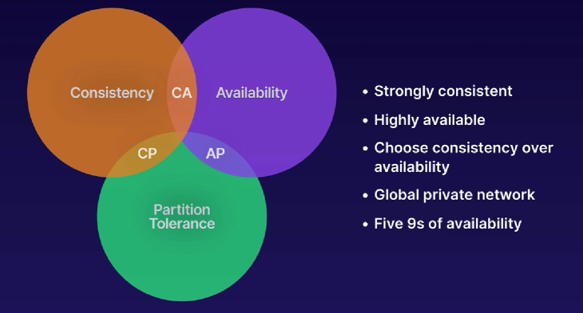 Consistency
CA
Availability
CP
AP
Partition
Tolerance
• Strongly consistent
• Highly available
• Choose consistency over
availability
• Global private network
• Five 9s of availability